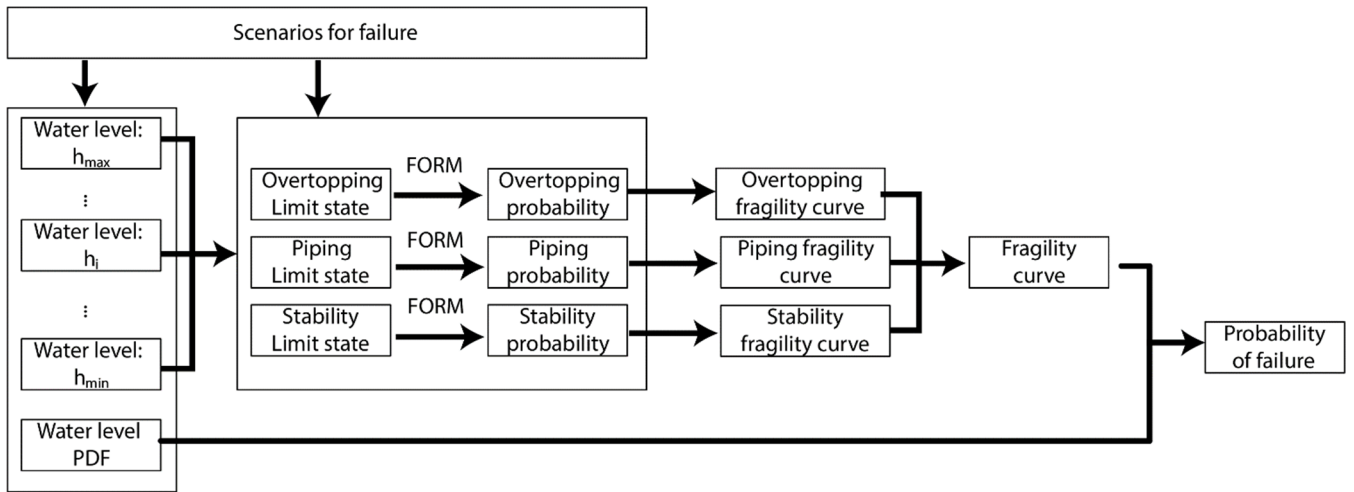 Scenarios for failure
Water level:
hmax
...
Water level:
hi
...
Water level:
hmin
Water level
PDF
Overtopping
Limit state
FORM
Overtopping
probability
Overtopping
fragility curve
Piping
Limit state
FORM
Piping
probability
Piping fragility
curve
Stability
Limit state
FORM
Stability
probability
Stability
fragility curve
Fragility
curve
Probability
of failure